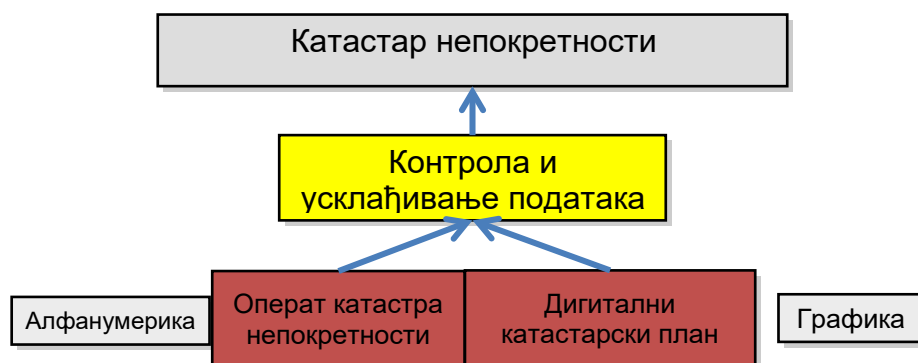 Катастар непокретности
Контрола и
усклађивање података
Алфанумерика
Операт катастра
непокретности
Дигитални
катастарски план
Графика